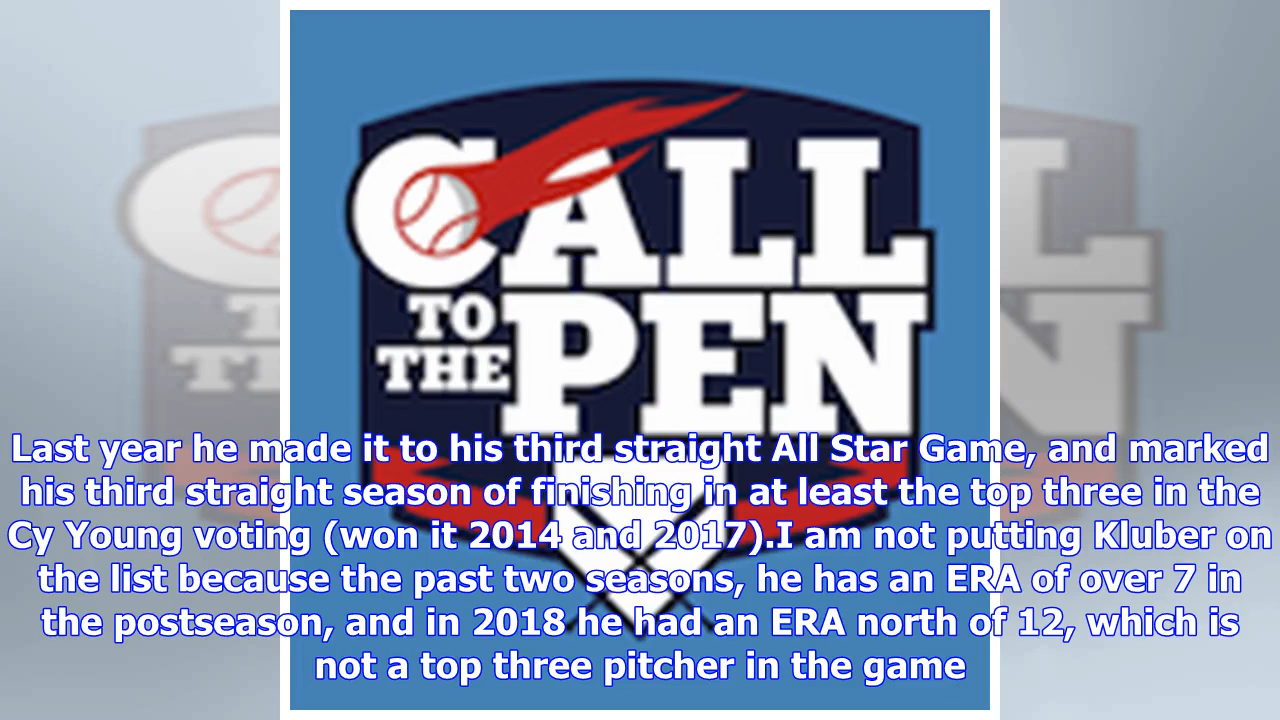 CALL
TO
THE
PEN
Last year he made it to his third straight All Star Game, and marked
his third straight season of finishing in at least the top three in the
Cy Young voting (won it 2014 and 2017).I am not putting Kluber on
the list because the past two seasons, he has an ERA of over 7 in
the postseason, and in 2018 he had an ERA north of 12, which is
not a top three pitcher in the game